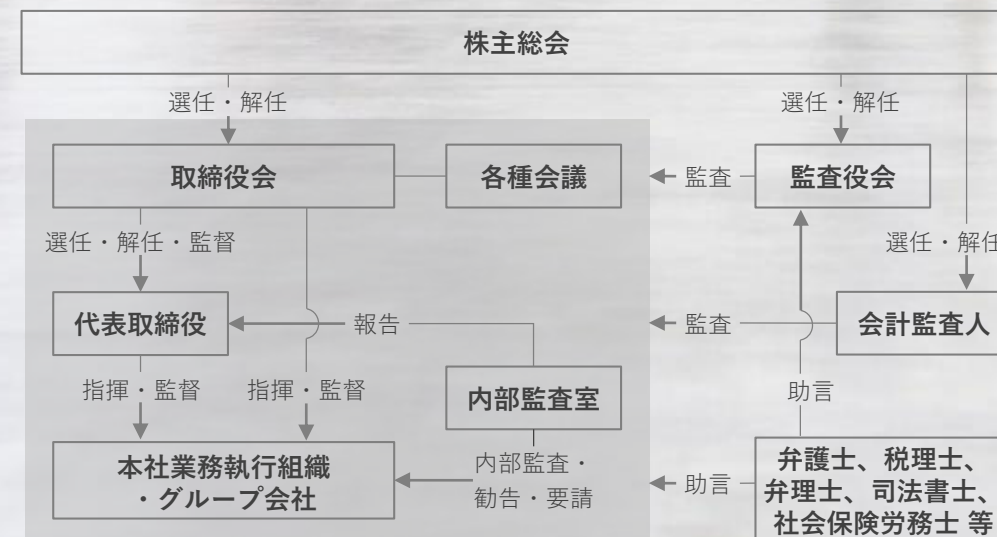 株主総会
選任・解任
選任・解任
取締役会
各種会議
監査
監査役会
選任・解任・監督
選任・解任
代表取締役
報告
監査
会計監査人
指揮・監督
指揮・監督
内部監査室
助言
本社業務執行組織
・グループ会社
内部監査・
勧告・要請
助言
弁護士、税理士、
弁理士、司法書士、
社会保険労務士 等